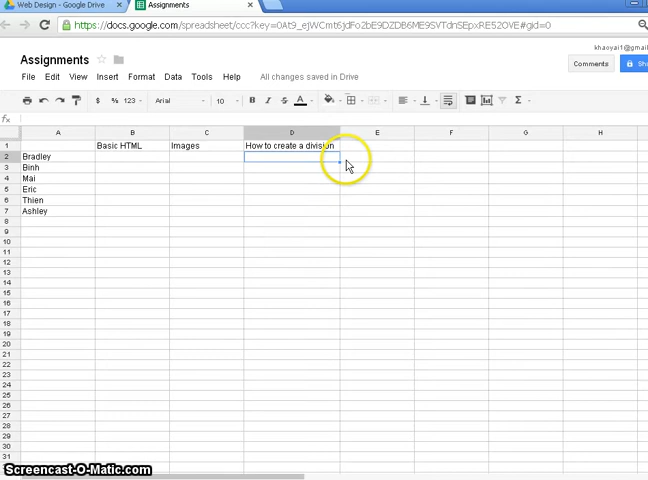 Web Design - Google Drive × Assignments ×
https://docs.google.com/spreadsheet/ccc?key=
khaoyai1@gmail
Assignments
Comments
File Edit View Insert Format Data Tools Help All changes saved in Drive
$ % 123 Arial 10 B I S A Σ
fx
A B C D E F G H
1 Basic HTML Images How to create a division
2 Bradley
3 Binh
4 Mai
5 Eric
6 Thien
7 Ashley
8
9
10
11
12
13
14
15
16
17
18
19
20
21
22
23
24
25
26
27
28
29
30
31
Screencast-O-Matic.com